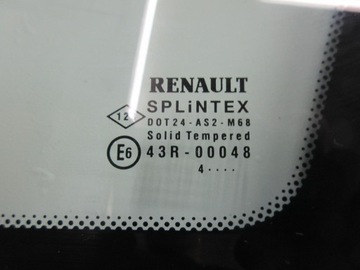 RENAULT
SPLiNTEX
12 DOT24-AS2-M68
Solid Tempered
E6 43R-00048
4····